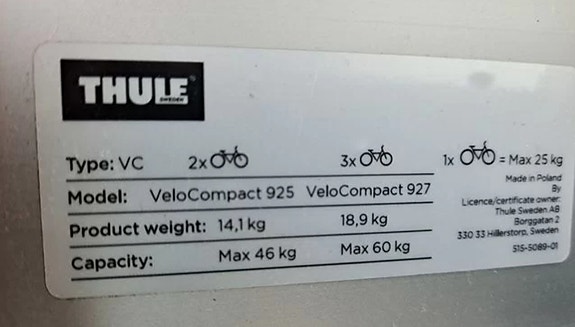 THULE
SWEDEN
Type: VC 2x 3x 1x = Max 25 kg
Model: VeloCompact 925 VeloCompact 927
Product weight: 14,1 kg 18,9 kg
Capacity: Max 46 kg Max 60 kg
Made in Poland
By
Licence/certificate owner:
Thule Sweden AB
Borggatan 2
330 33 Hillerstorp, Sweden
515-5089-01